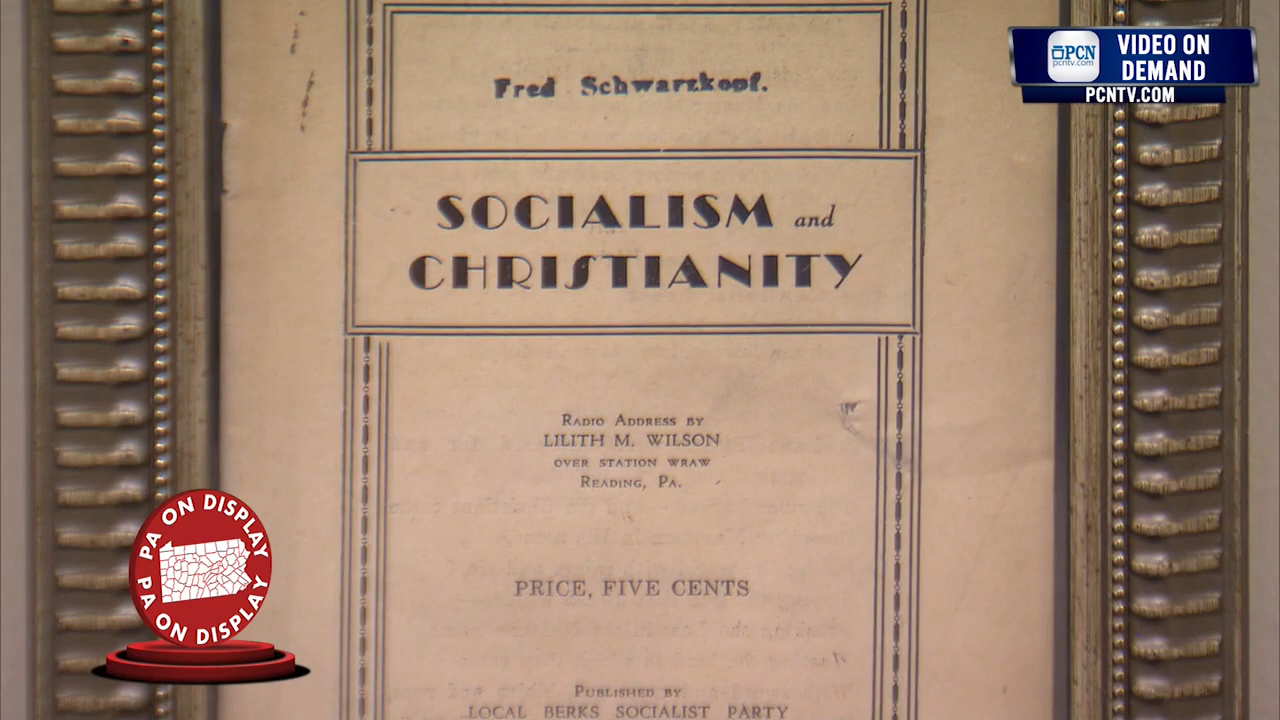 Fred Schwarzkopf.
SOCIALISM and
CHRISTIANITY
RADIO ADDRESS BY
LILITH M. WILSON
OVER STATION WRAW
READING, PA.
PRICE, FIVE CENTS
PUBLISHED BY
LOCAL BERKS SOCIALIST PARTY
PCN
pcntv.com
VIDEO ON
DEMAND
PCNTV.COM
PA ON DISPLAY
PA ON DISPLAY